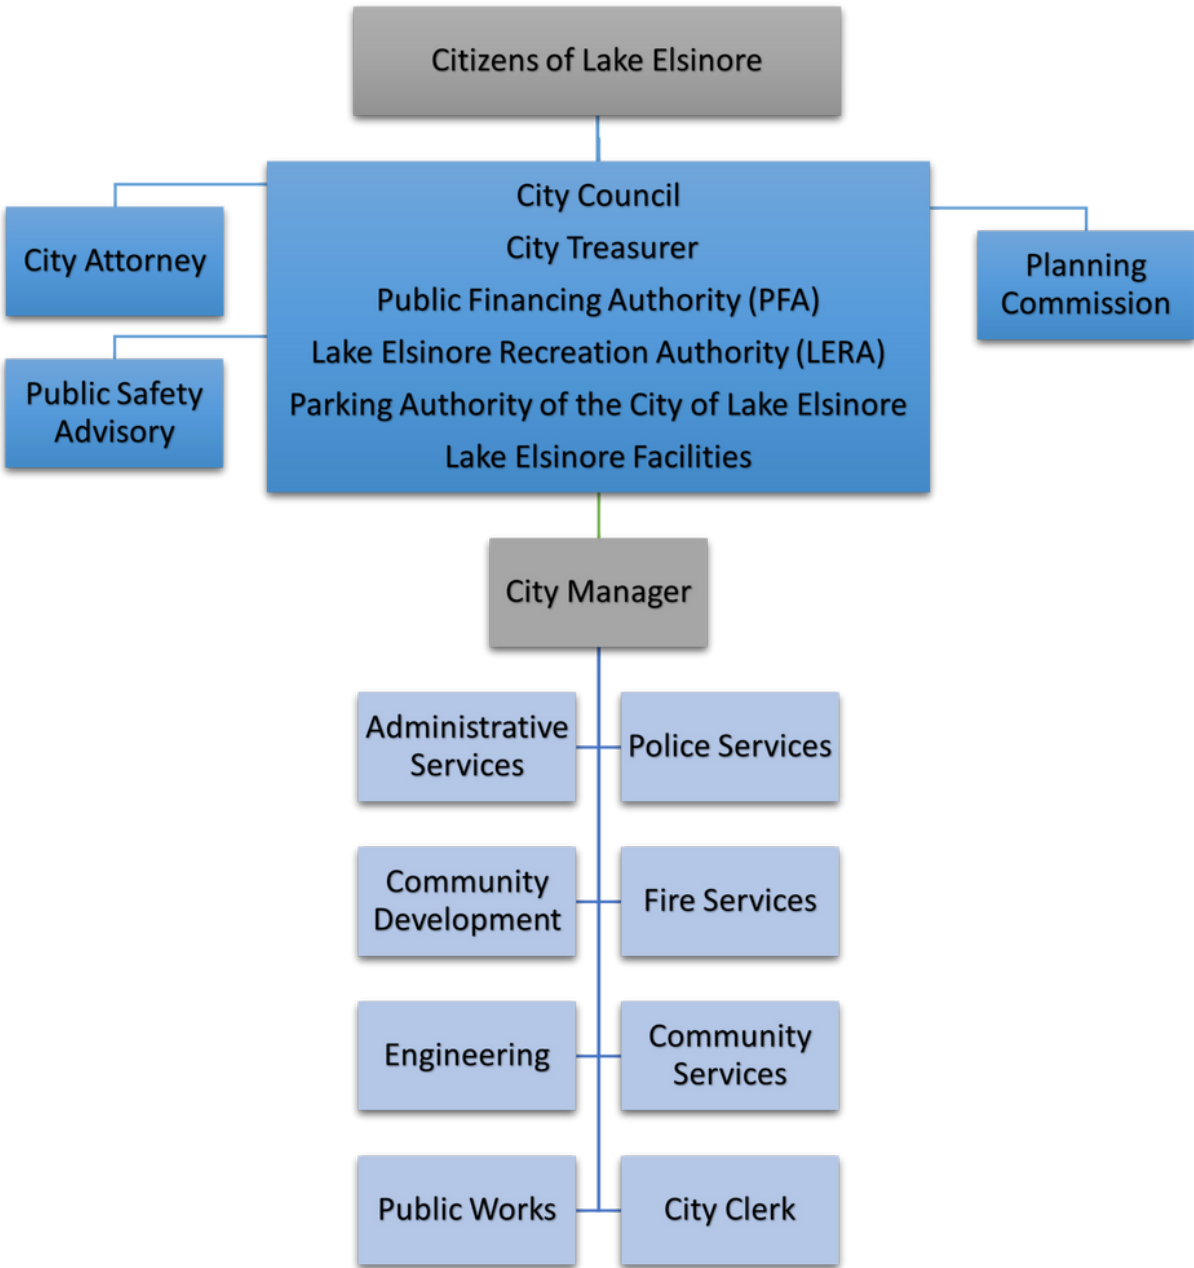 Citizens of Lake Elsinore
City Council
City Treasurer
Public Financing Authority (PFA)
Lake Elsinore Recreation Authority (LERA)
Parking Authority of the City of Lake Elsinore
Lake Elsinore Facilities
City Attorney
Public Safety
Advisory
Planning
Commission
City Manager
Administrative
Services
Police Services
Community
Development
Fire Services
Engineering
Community
Services
Public Works
City Clerk